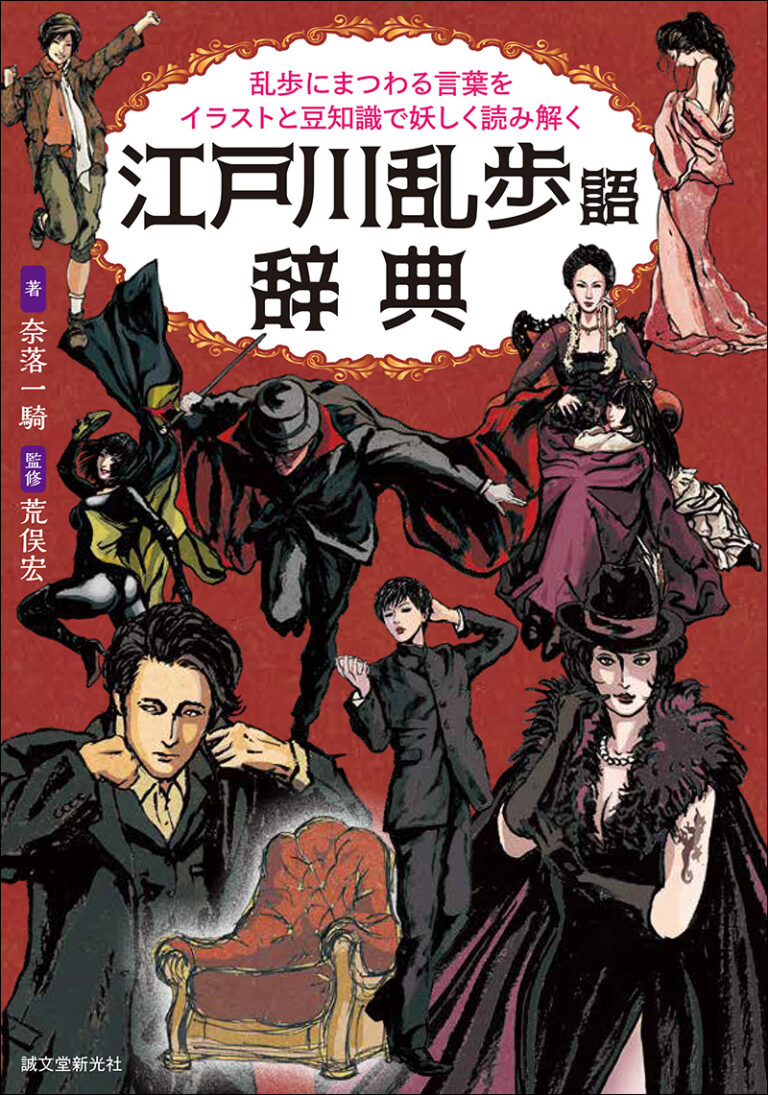 乱歩にまつわる言葉を
イラストと豆知識で妖しく読み解く
江戸川乱歩語
辞典
著 奈落一騎
監修 荒俣宏
誠文堂新光社